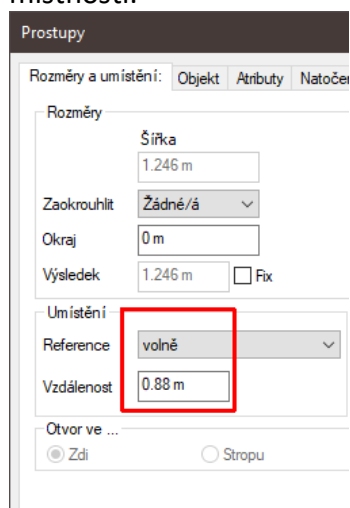 místnosti.
Prostupy
Rozměry a umístění: Objekt Atributy Natočen
Rozměry
Šířka
1.246 m
Zaokrouhlit Žádné/á
Okraj 0 m
Výsledek 1.246 m Fix
Umístění
Reference volně
Vzdálenost 0.88 m
Otvor ve ...
Zdi Stropu